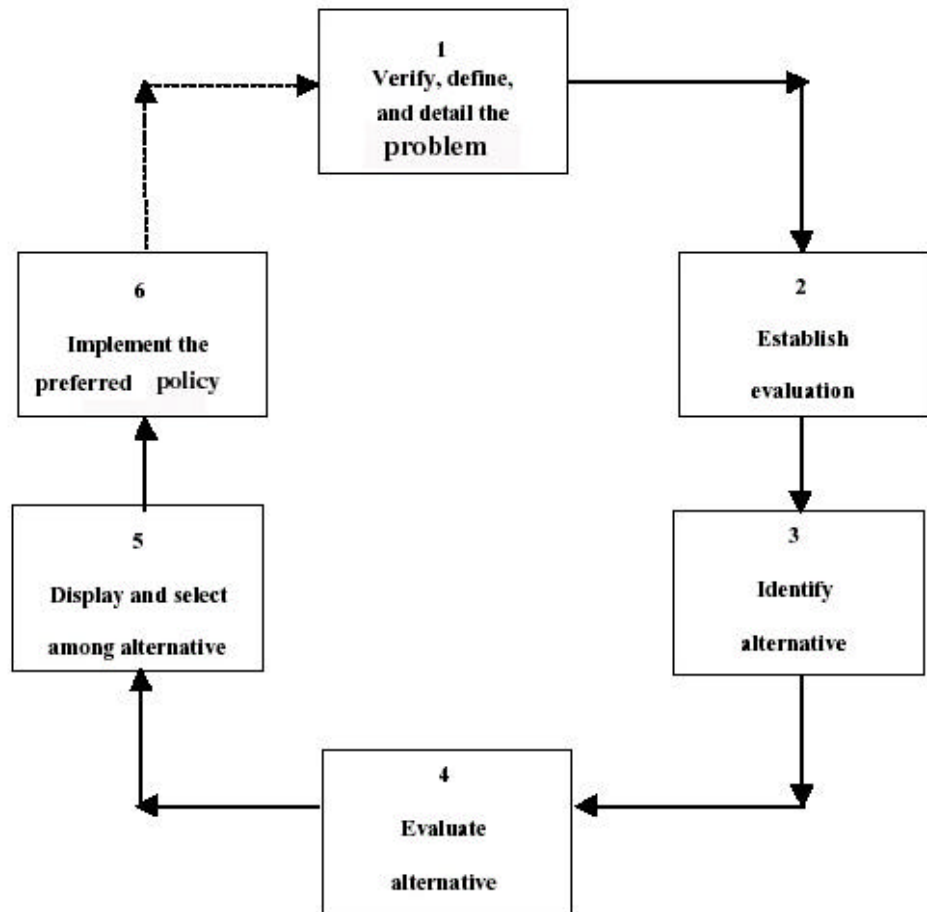 1
Verify, define,
and detail the
problem
2
Establish
evaluation
3
Identify
alternative
4
Evaluate
alternative
5
Display and select
among alternative
6
Implement the
preferred policy